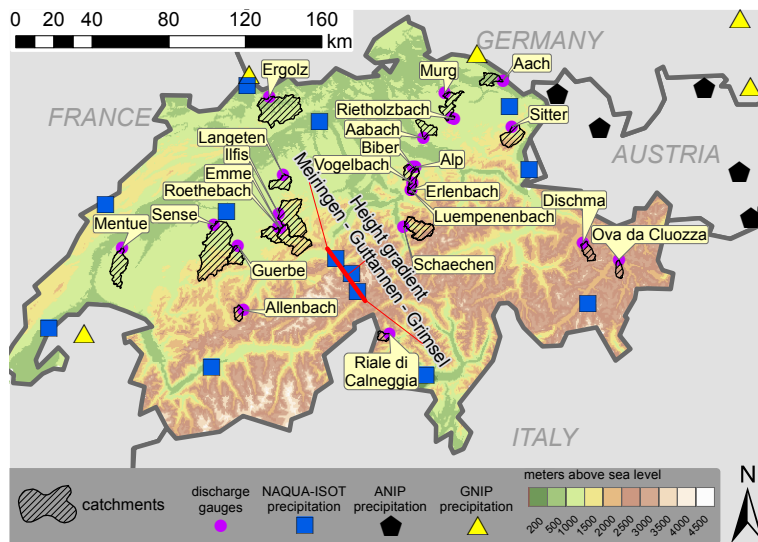 0 40 80 120 160
km
GERMANY
FRANCE
AUSTRIA
ITALY
Ergolz
Murg
Aach
Rietholzbach
Aabach
Sitter
Langeten
Biber
Alp
Ilfis
Vogelbach
Emme
Erlenbach
Roethebach
Luempenenbach
Dischma
Mentue
Sense
Ova da Cluozza
Guerbe
Schaechen
Allenbach
Riale di
Calneggia
Height gradient
Meiringen - Guttannen - Grimsel
catchments
discharge
gauges
NAQUA-ISOT
precipitation
ANIP
precipitation
GNIP
precipitation
meters above sea level
200 500 1000 1500 2000 2500 3000 3500 4000 4500
N